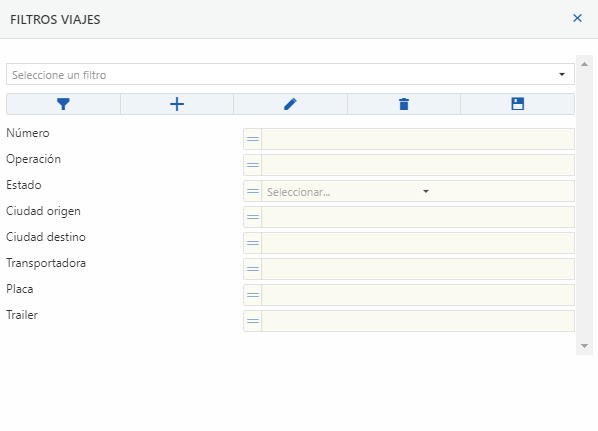 FILTROS VIAJES
Seleccione un filtro
Número
Operación
Estado
Seleccionar...
Ciudad origen
Ciudad destino
Transportadora
Placa
Trailer